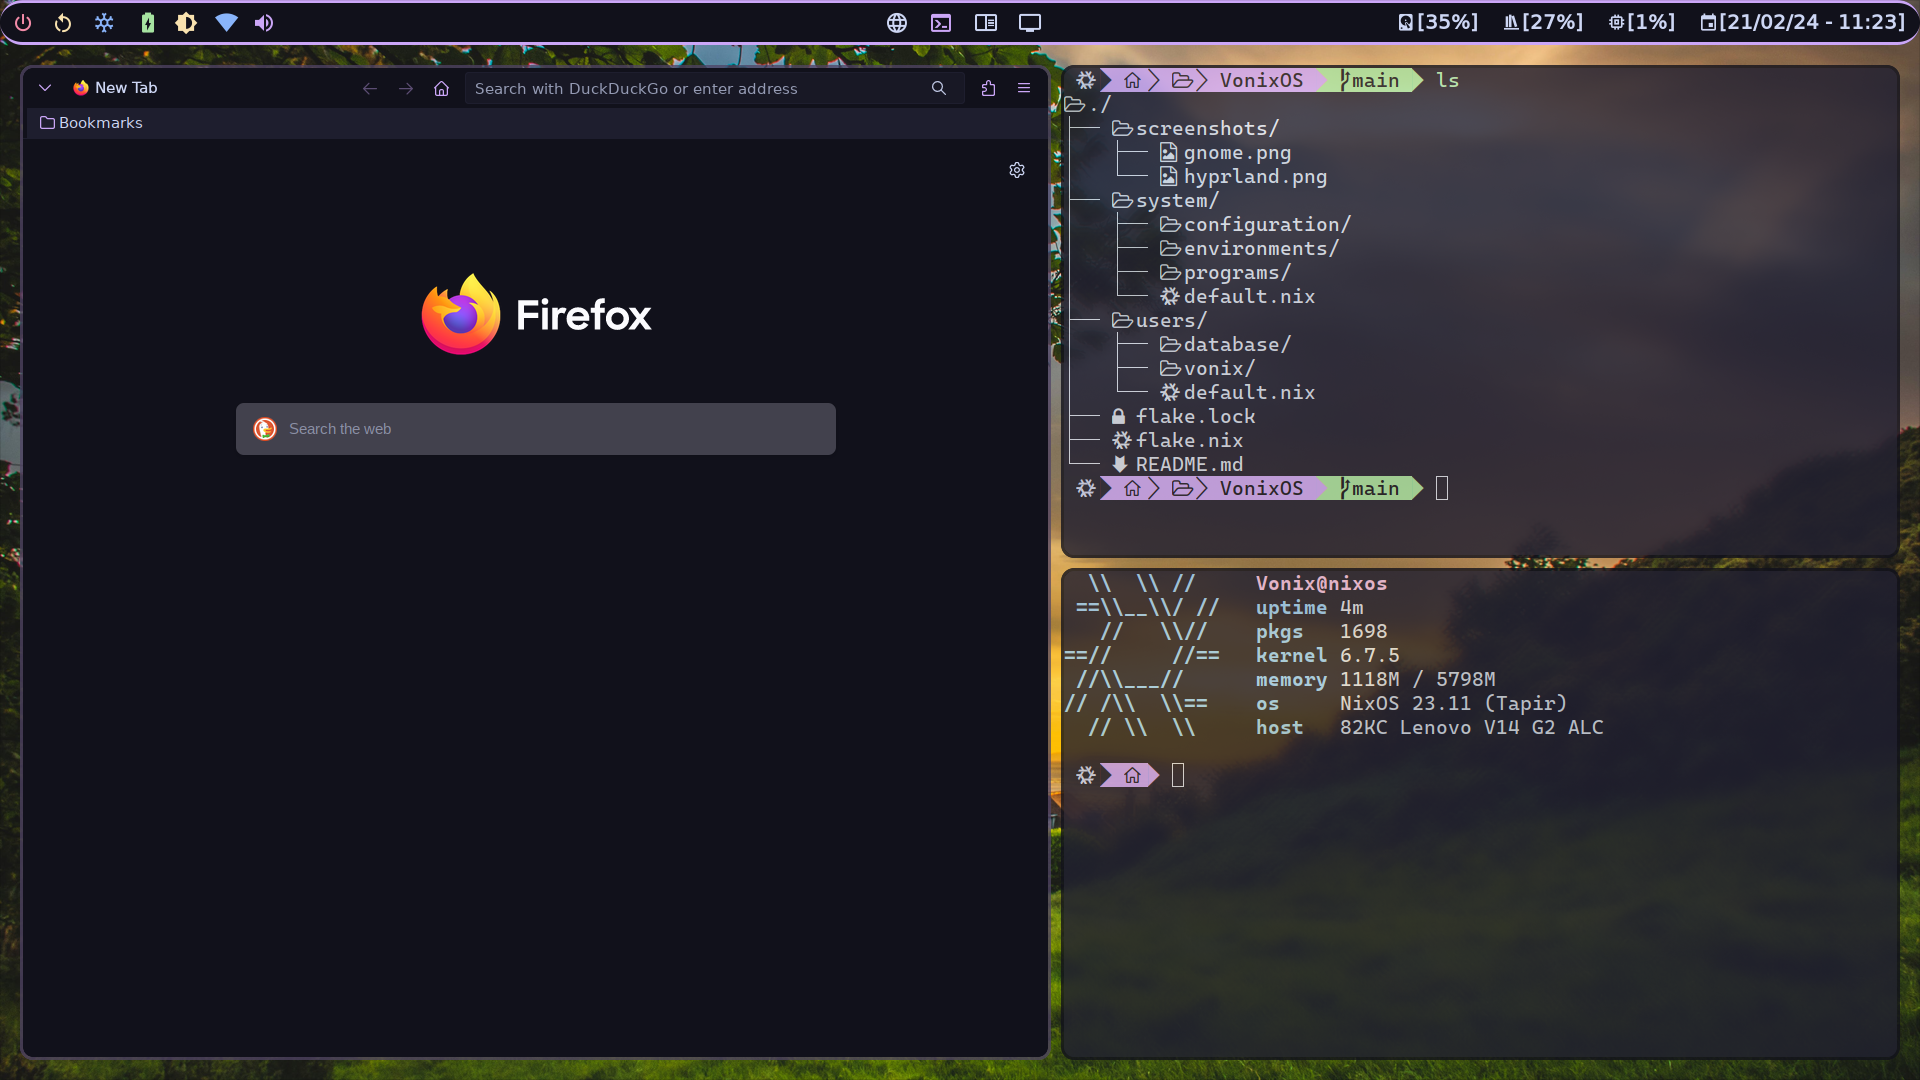 [35%] [27%] [1%] [21/02/24 - 11:23]
New Tab
Search with DuckDuckGo or enter address
Bookmarks
Firefox
Search the web
VonixOS main ls
./
screenshots/
gnome.png
hyprland.png
system/
configuration/
environments/
programs/
default.nix
users/
database/
vonix/
default.nix
flake.lock
flake.nix
README.md
VonixOS main
Vonix@nixos
uptime 4m
pkgs 1698
kernel 6.7.5
memory 1118M / 5798M
os NixOS 23.11 (Tapir)
host 82KC Lenovo V14 G2 ALC